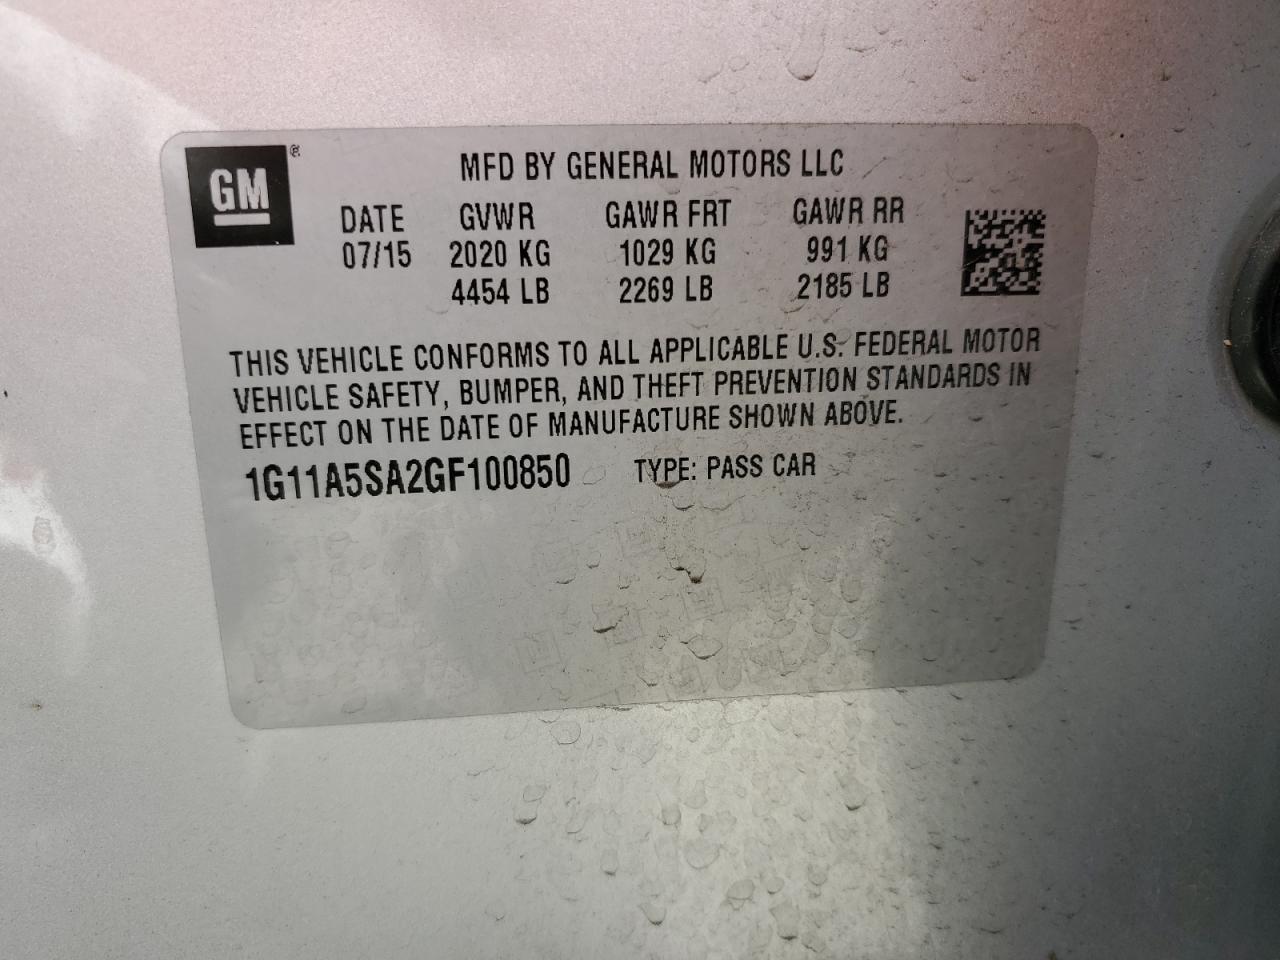 GM®
MFD BY GENERAL MOTORS LLC
DATE GVWR GAWR FRT GAWR RR
07/15 2020 KG 1029 KG 991 KG
4454 LB 2269 LB 2185 LB
THIS VEHICLE CONFORMS TO ALL APPLICABLE U.S. FEDERAL MOTOR
VEHICLE SAFETY, BUMPER, AND THEFT PREVENTION STANDARDS IN
EFFECT ON THE DATE OF MANUFACTURE SHOWN ABOVE.
1G11A5SA2GF100850 TYPE: PASS CAR